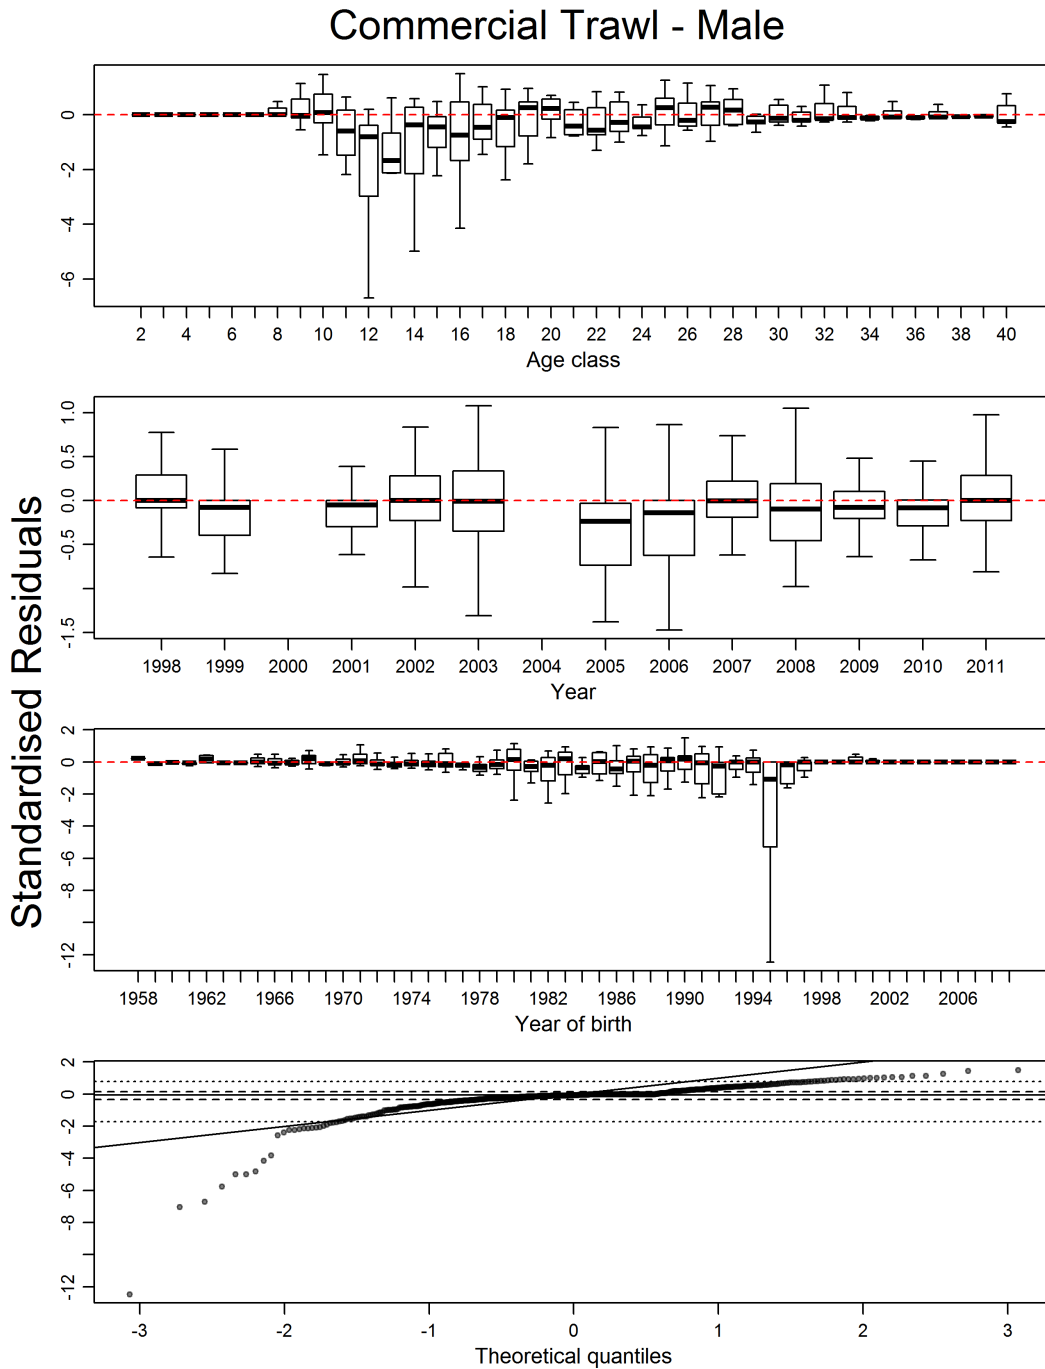 Commercial Trawl - Male
Standardised Residuals
0
-2
-4
-6
2 4 6 8 10 12 14 16 18 20 22 24 26 28 30 32 34 36 38 40
Age class
1.0
0.5
0.0
-0.5
-1.5
1998 1999 2000 2001 2002 2003 2004 2005 2006 2007 2008 2009 2010 2011
Year
2
0
-2
-4
-6
-8
-12
1958 1962 1966 1970 1974 1978 1982 1986 1990 1994 1998 2002 2006
Year of birth
2
0
-2
-4
-6
-8
-12
-3 -2 -1 0 1 2 3
Theoretical quantiles